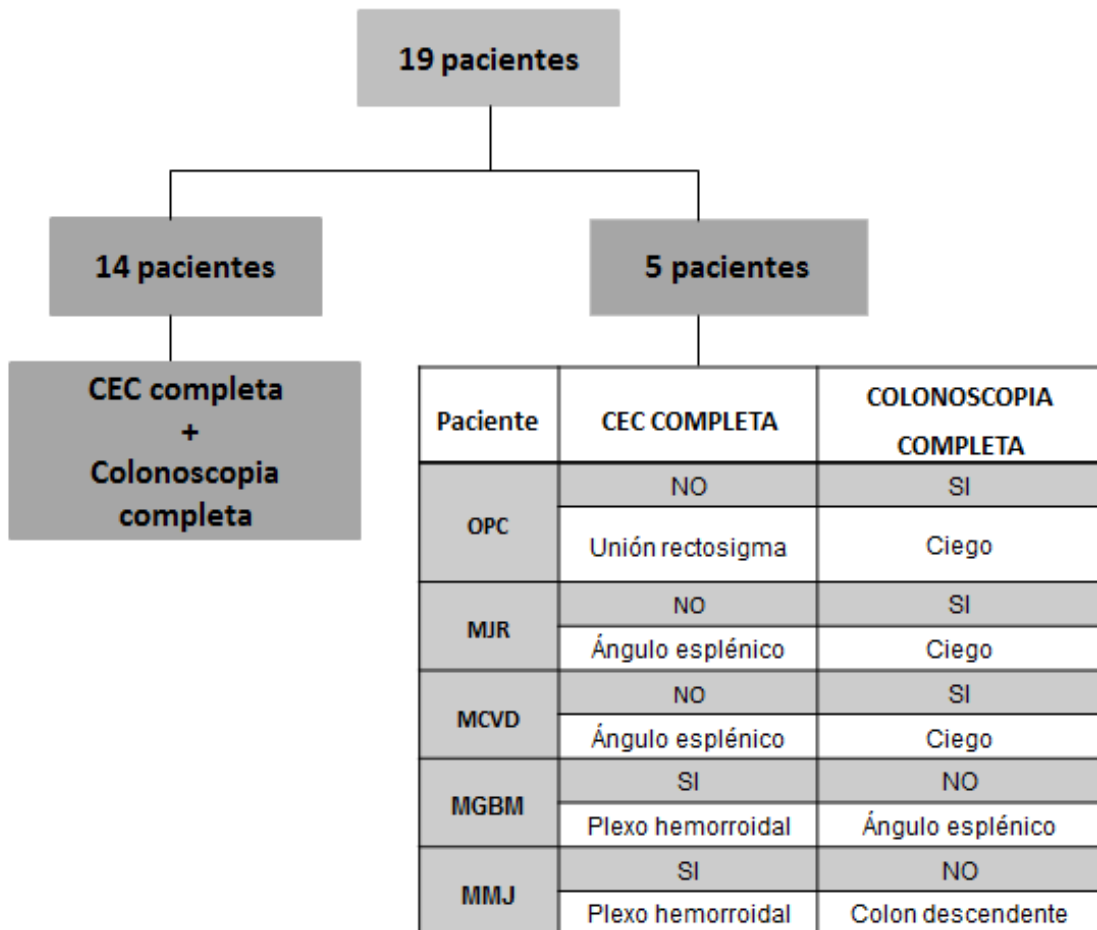 19 pacientes
14 pacientes
5 pacientes
CEC completa
+
Colonoscopia
completa
Paciente CEC COMPLETA COLONOSCOPIA
COMPLETA
OPC NO SI
Unión rectosigma Ciego
MJR NO SI
Ángulo esplénico Ciego
MCVD NO SI
Ángulo esplénico Ciego
MGBM SI NO
Plexo hemorroidal Ángulo esplénico
MMJ SI NO
Plexo hemorroidal Colon descendente